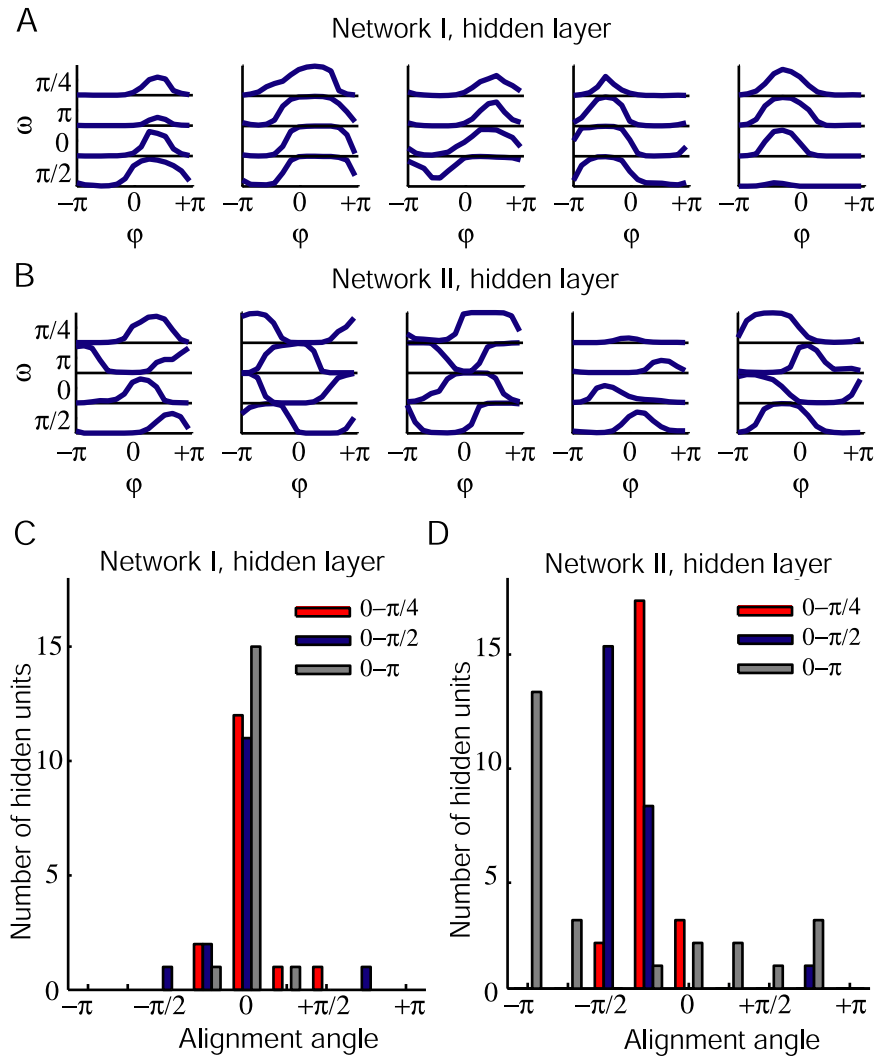 A
Network I, hidden layer
π/4
π
0
π/2
ω
−π 0 +π
−π 0 +π
−π 0 +π
−π 0 +π
−π 0 +π
φ φ φ φ φ
B
Network II, hidden layer
π/4
π
0
π/2
ω
−π 0 +π
−π 0 +π
−π 0 +π
−π 0 +π
−π 0 +π
φ φ φ φ φ
C
Network I, hidden layer
0−π/4
0−π/2
0−π
15
10
5
0
Number of hidden units
−π −π/2 0 +π/2 +π
Alignment angle
D
Network II, hidden layer
0−π/4
0−π/2
0−π
15
10
5
0
Number of hidden units
−π −π/2 0 +π/2 +π
Alignment angle